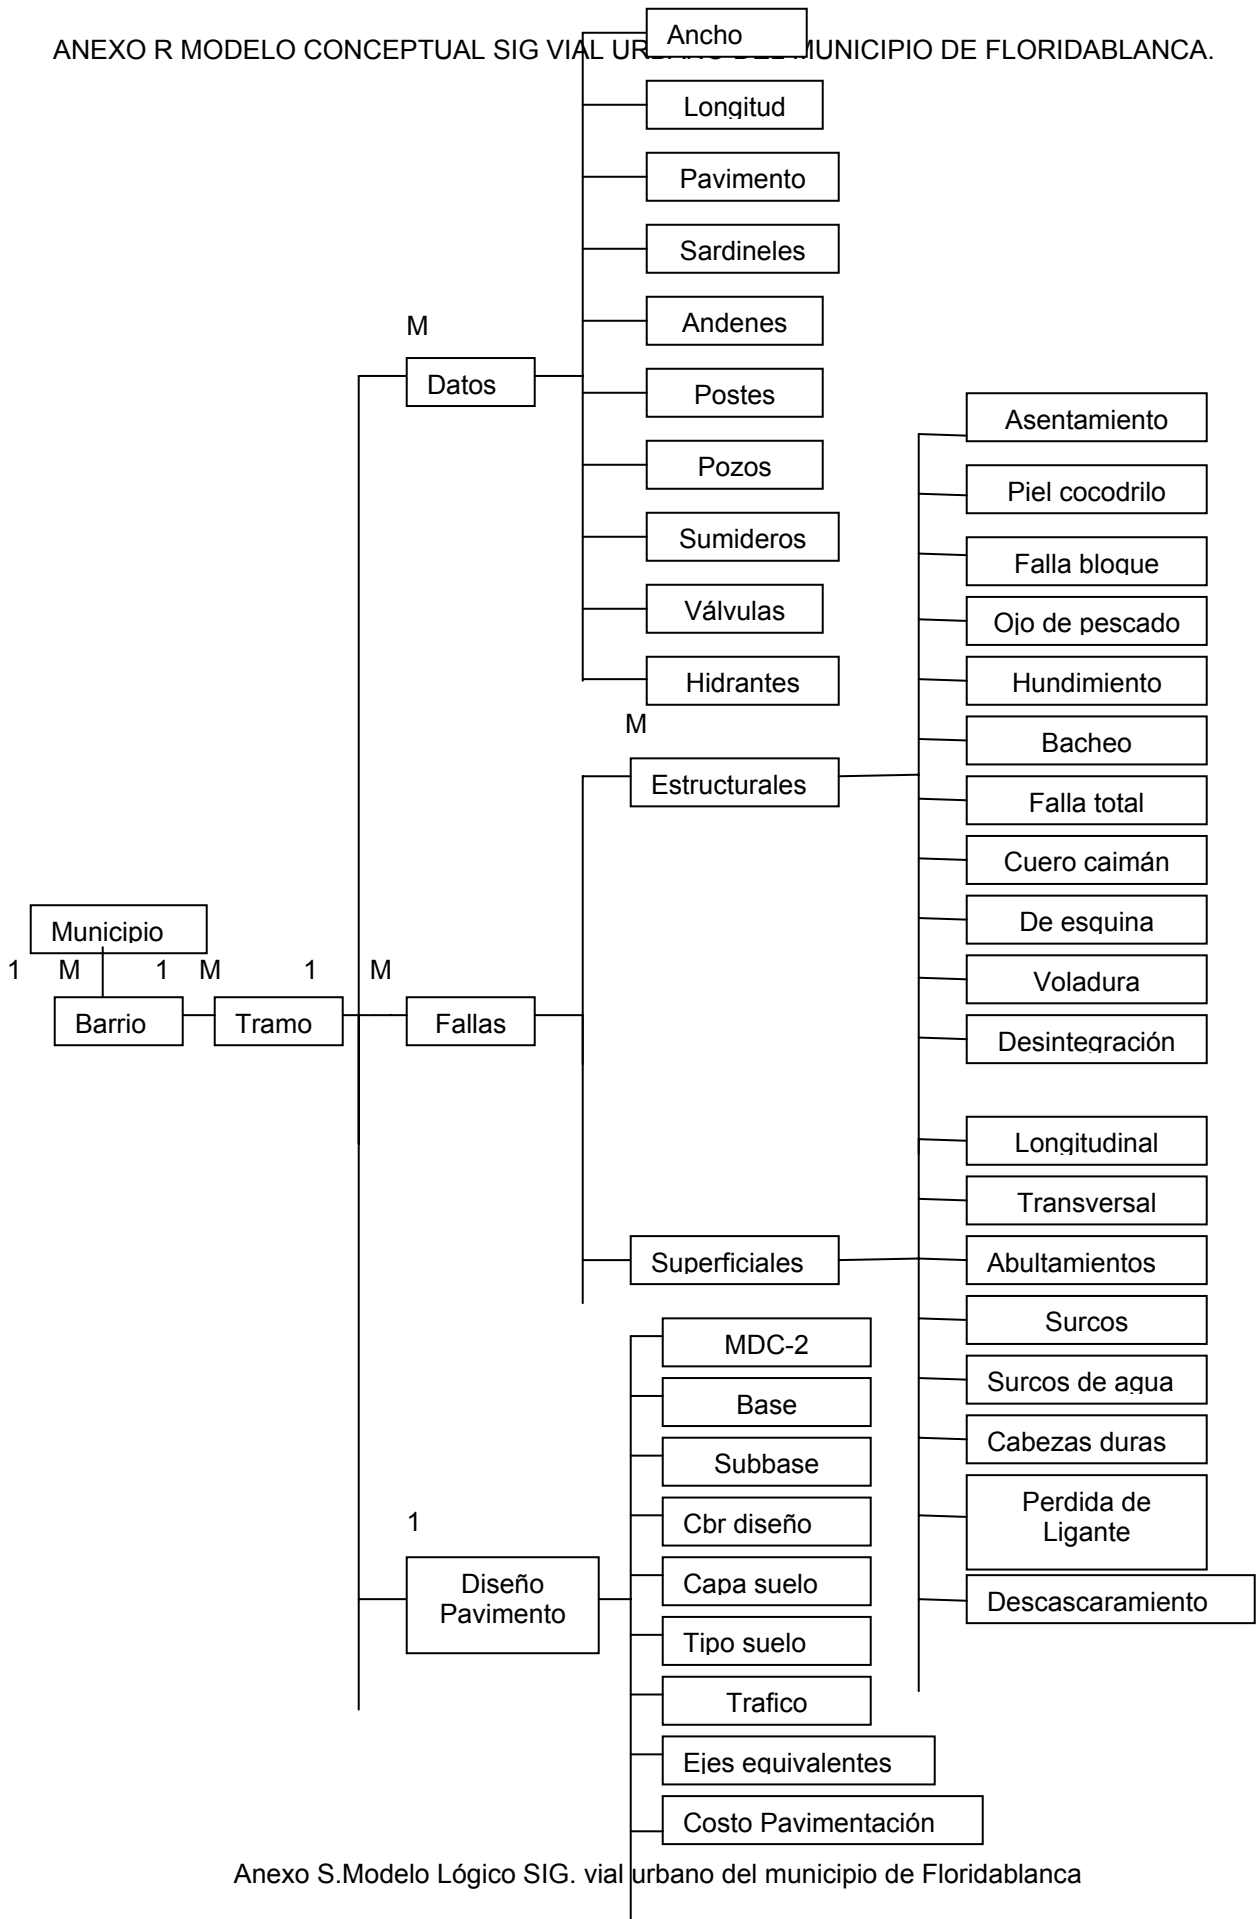 ANEXO R MODELO CONCEPTUAL SIG VIAL URBANO DEL MUNICIPIO DE FLORIDABLANCA.
Ancho
Longitud
Pavimento
Sardineles
Andenes
M
Datos
Postes
Pozos
Sumideros
Válvulas
Hidrantes
Asentamiento
Piel cocodrilo
Falla bloque
Ojo de pescado
Hundimiento
M
Estructurales
Bacheo
Falla total
Cuero caimán
De esquina
Voladura
Desintegración
Municipio
1 M 1 M 1 M
Barrio
Tramo
Fallas
Longitudinal
Transversal
Superficiales
Abultamientos
Surcos
Surcos de agua
Cabezas duras
Perdida de
Ligante
Descascaramiento
MDC-2
Base
Subbase
Cbr diseño
1
Diseño
Pavimento
Capa suelo
Tipo suelo
Trafico
Ejes equivalentes
Costo Pavimentación
Anexo S.Modelo Lógico SIG. vial urbano del municipio de Floridablanca